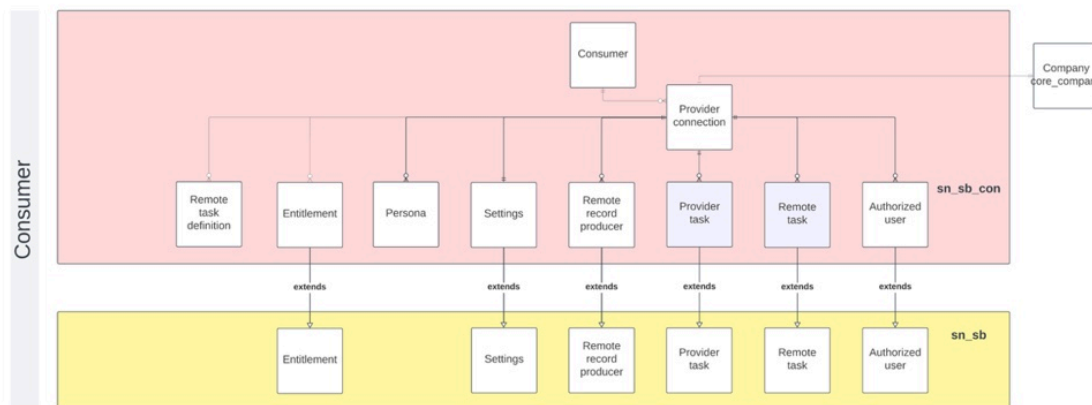 Consumer
Consumer
Company
core_compan
Provider
connection
Remote
task
definition
Entitlement
Persona
Settings
Remote
record
producer
Provider
task
Remote
task
Authorized
user
sn_sb_con
extends
extends
extends
extends
extends
extends
sn_sb
Entitlement
Settings
Remote
record
producer
Provider
task
Remote
task
Authorized
user